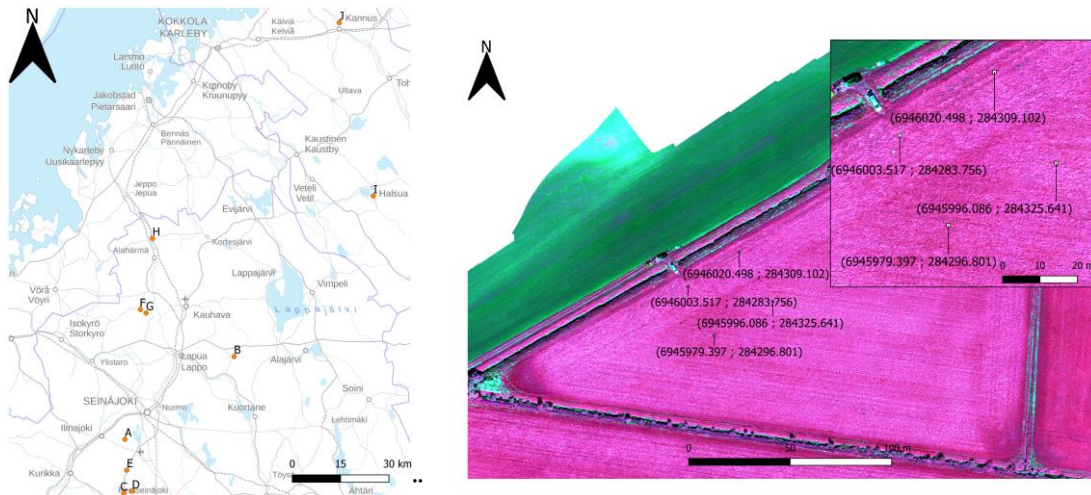 N
KOKKOLA
KARLEBY
J
Kannus
Käiviä
Kelviä
Larsmo
Luoto
Kronoby
Kruunupyy
Ullava
Jakobstad
Pietarsaari
Bennäs
Pännäinen
Kaustinen
Kaustby
Nykarleby
Uusikaarlepyy
Jeppo
Jepua
Veteli
Vetil
I
Halsua
Evijärvi
H
Alahärmä
Kortesjärvi
Lappajärvi
Vimpeli
Vörå
Vöyri
F
G
Kauhava
Lappajärvi
Isokyrö
Storkyro
Ylistaro
Lapua
Lappo
B
Alajärvi
SEINÄJOKI
Nurmo
Kuortane
Soini
Lehtimäki
Ilmajoki
A
Kurikka
E
C
D
seinäjoki
Töysä
Ähtäri
0 15 30 km
N
(6946020.498 ; 284309.102)
(6946003.517 ; 284283.756)
(6945996.086 ; 284325.641)
(6945979.397 ; 284296.801)
0 10 20 m
(6946020.498 ; 284309.102)
(6946003.517 ; 284283.756)
(6945996.086 ; 284325.641)
(6945979.397 ; 284296.801)
0 50 100 m